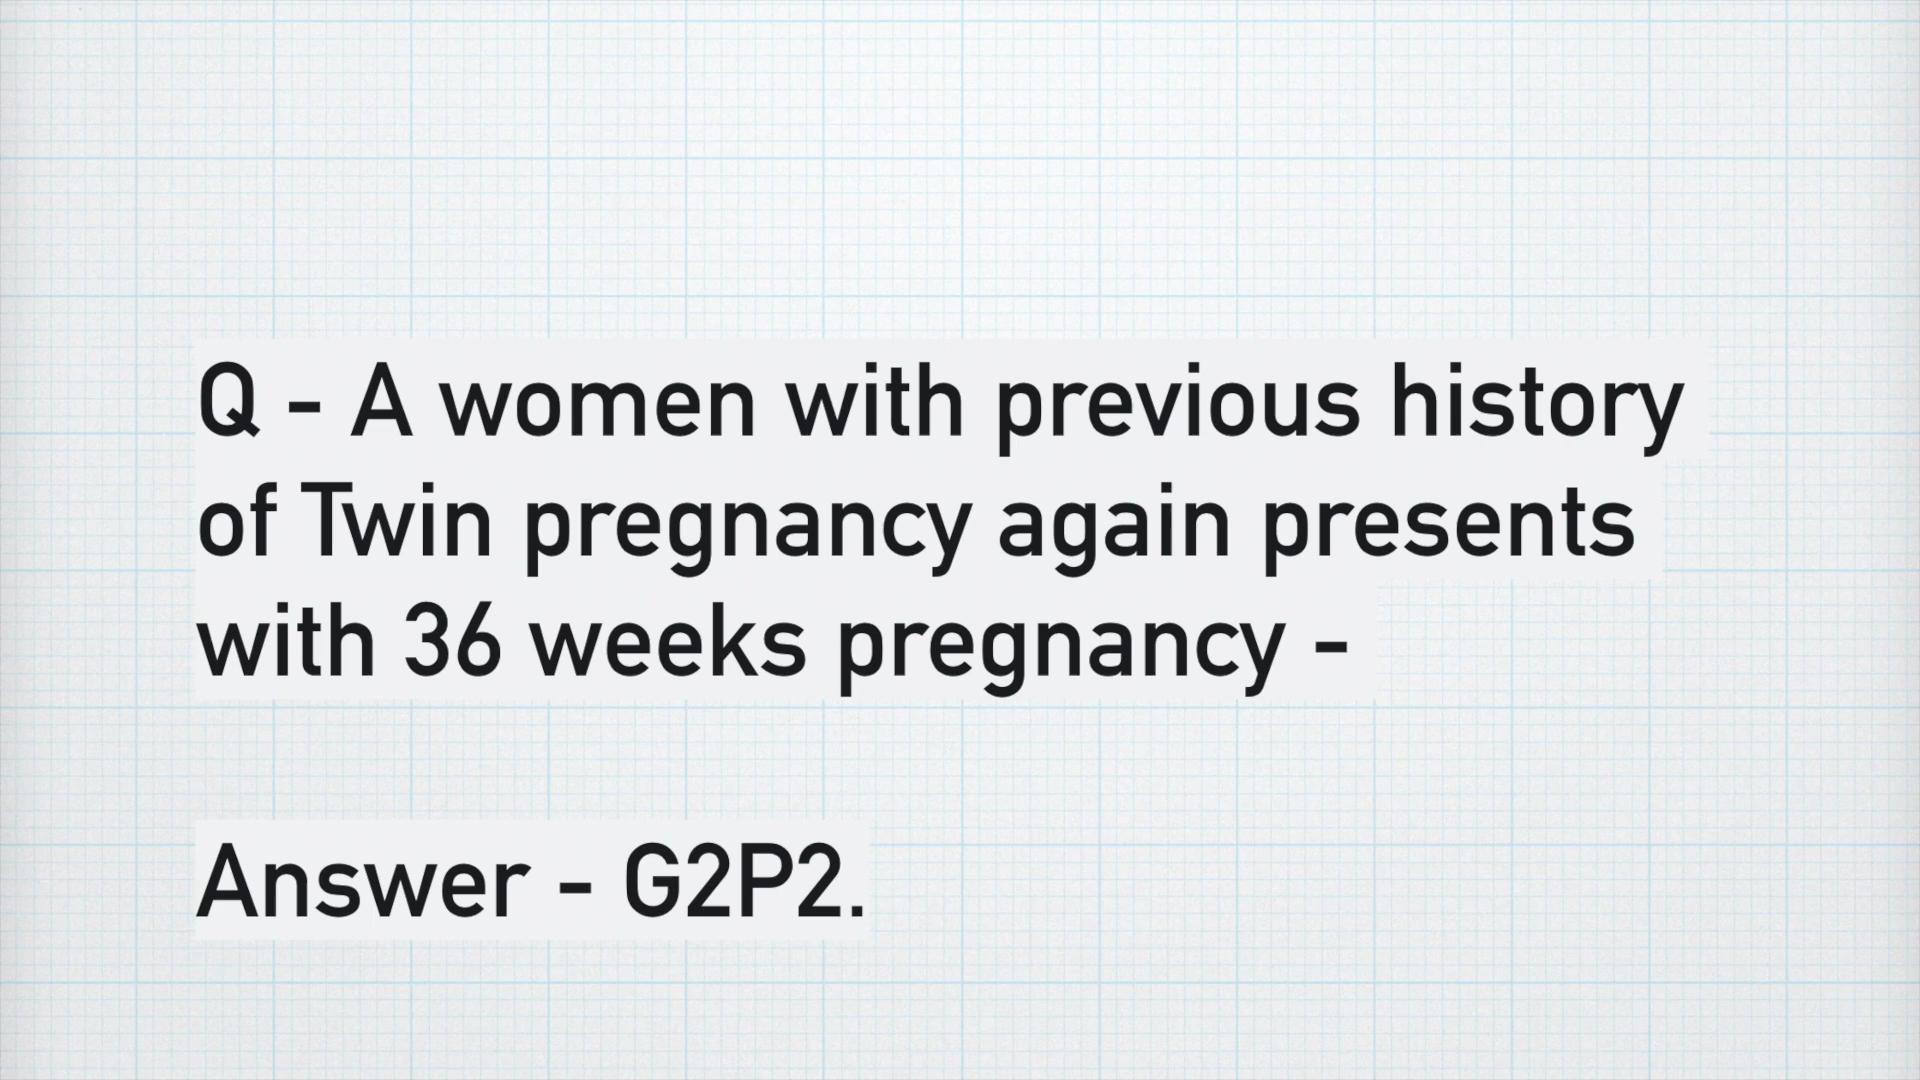 Q - A women with previous history
of Twin pregnancy again presents
with 36 weeks pregnancy -
Answer - G2P2.